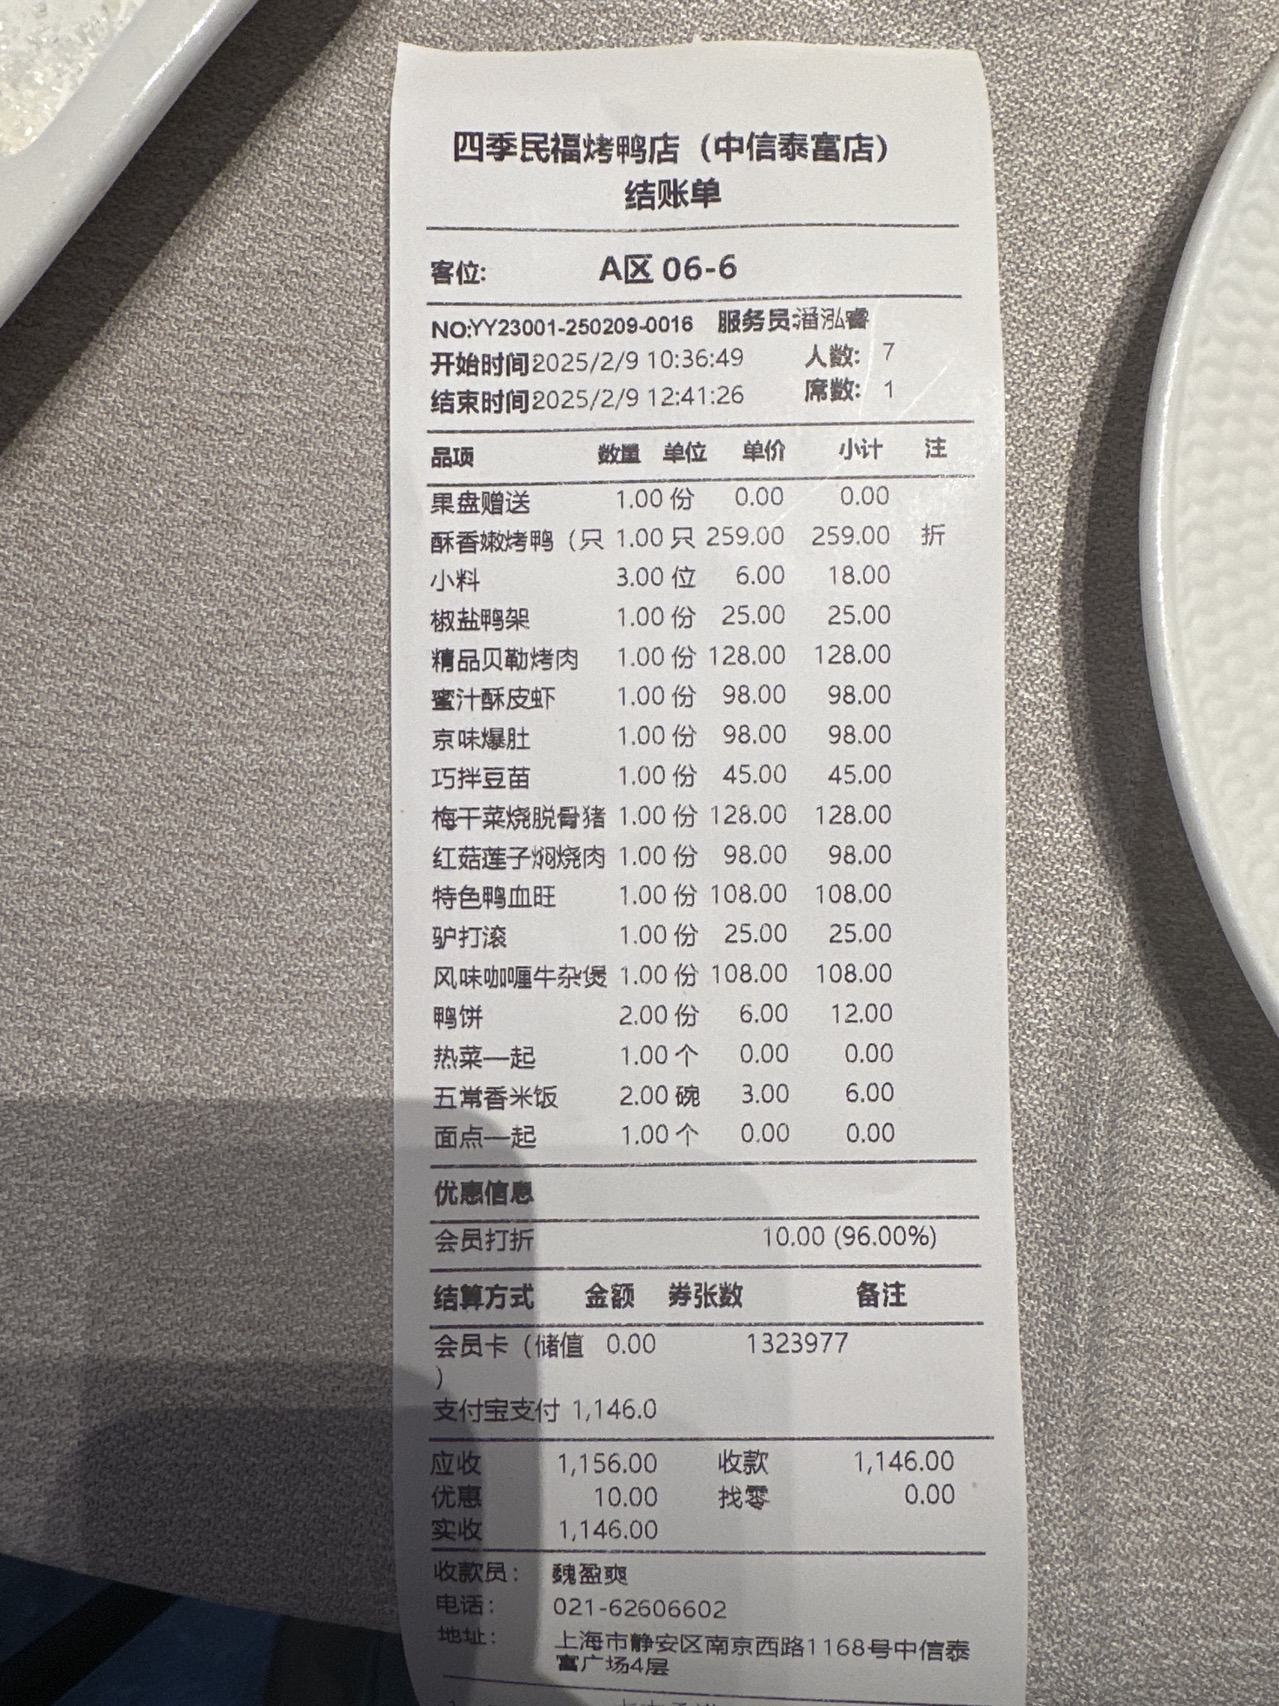 四季民福烤鸭店（中信泰富店）
结账单
客位: A区 06-6
NO:YY23001-250209-0016 服务员:潘泓睿
开始时间2025/2/9 10:36:49 人数: 7
结束时间2025/2/9 12:41:26 席数: 1
品项 数量 单位 单价 小计 注
果盘赠送 1.00 份 0.00 0.00
酥香嫩烤鸭（只 1.00 只 259.00 259.00 折
小料 3.00 位 6.00 18.00
椒盐鸭架 1.00 份 25.00 25.00
精品贝勒烤肉 1.00 份 128.00 128.00
蜜汁酥皮虾 1.00 份 98.00 98.00
京味爆肚 1.00 份 98.00 98.00
巧拌豆苗 1.00 份 45.00 45.00
梅干菜烧脱骨猪 1.00 份 128.00 128.00
红菇莲子焖烧肉 1.00 份 98.00 98.00
特色鸭血旺 1.00 份 108.00 108.00
驴打滚 1.00 份 25.00 25.00
风味咖喱牛杂煲 1.00 份 108.00 108.00
鸭饼 2.00 份 6.00 12.00
热菜一起 1.00 个 0.00 0.00
五常香米饭 2.00 碗 3.00 6.00
面点一起 1.00 个 0.00 0.00
优惠信息
会员打折 10.00 (96.00%)
结算方式 金额 券张数 备注
会员卡（储值 0.00 1323977
）
支付宝支付 1,146.0
应收 1,156.00 收款 1,146.00
优惠 10.00 找零 0.00
实收 1,146.00
收款员: 魏盈爽
电话: 021-62606602
地址: 上海市静安区南京西路1168号中信泰
富广场4层